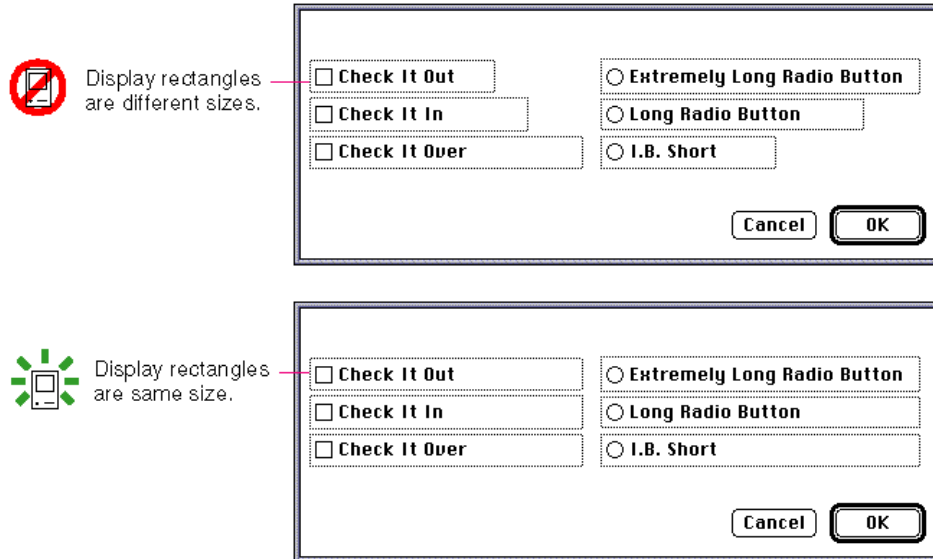 Display rectangles
are different sizes.
Check It Out
Extremely Long Radio Button
Check It In
Long Radio Button
Check It Over
I.B. Short
Cancel
OK
Display rectangles
are same size.
Check It Out
Extremely Long Radio Button
Check It In
Long Radio Button
Check It Over
I.B. Short
Cancel
OK